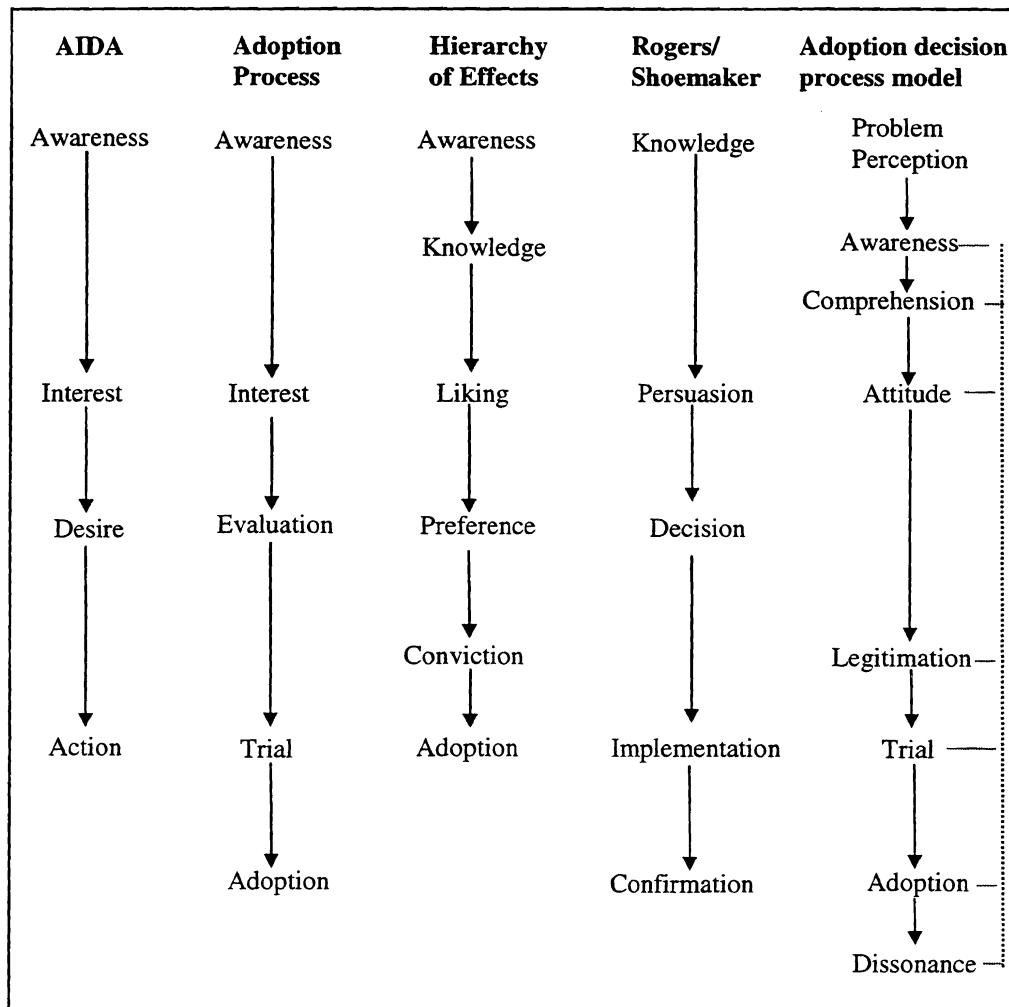 AIDA
Awareness
Interest
Desire
Action
Adoption
Process
Awareness
Interest
Evaluation
Trial
Adoption
Hierarchy
of Effects
Awareness
Knowledge
Liking
Preference
Conviction
Adoption
Rogers/
Shoemaker
Knowledge
Persuasion
Decision
Implementation
Confirmation
Adoption decision
process model
Problem
Perception
Awareness
Comprehension
Attitude
Legitimation
Trial
Adoption
Dissonance